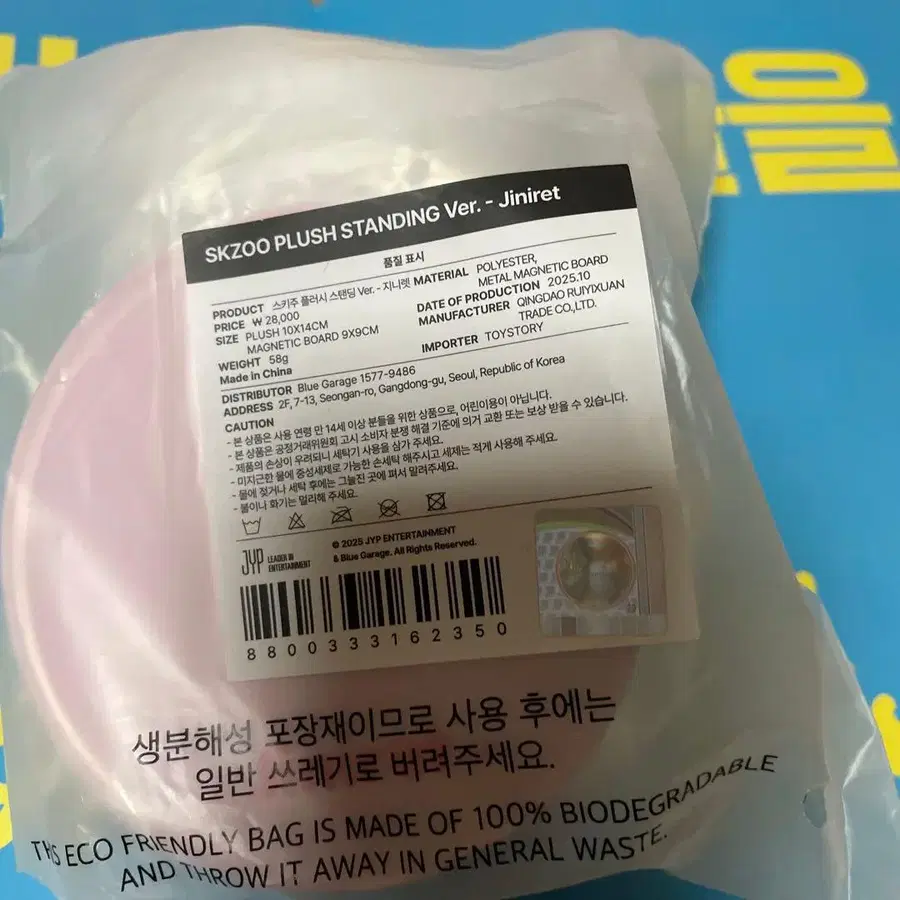 을
SKZOO PLUSH STANDING Ver. - Jiniret
품질 표시
PRODUCT 스키주 플러시 스탠딩 Ver. - 지니렛
PRICE ₩ 28,000
SIZE PLUSH 10X14CM
MAGNETIC BOARD 9X9CM
WEIGHT 58g
Made in China
MATERIAL POLYESTER,
METAL MAGNETIC BOARD
DATE OF PRODUCTION 2025.10
MANUFACTURER QINGDAO RUIYIXUAN
TRADE CO.,LTD.
IMPORTER TOYSTORY
DISTRIBUTOR Blue Garage 1577-9486
ADDRESS 2F, 7-13, Seongan-ro, Gangdong-gu, Seoul, Republic of Korea
CAUTION
- 본 상품은 사용 연령 만 14세 이상 분들을 위한 상품으로, 어린이용이 아닙니다.
- 본 상품은 공정거래위원회 고시 소비자 분쟁 해결 기준에 의거 교환 또는 보상 받을 수 있습니다.
- 제품의 손상이 우려되니 세탁기 사용을 삼가 주세요.
- 미지근한 물에 중성세제로 가능한 손세탁 해주시고 세제는 적게 사용해 주세요.
- 물에 젖거나 세탁 후에는 그늘진 곳에 펴서 말려주세요.
- 불이나 화기는 멀리해 주세요.
JYP LEADER IN
ENTERTAINMENT
© 2025 JYP ENTERTAINMENT
& Blue Garage. All Rights Reserved.
8800333162350
생분해성 포장재이므로 사용 후에는
일반 쓰레기로 버려주세요.
THIS ECO FRIENDLY BAG IS MADE OF 100% BIODEGRADABLE
AND THROW IT AWAY IN GENERAL WASTE.